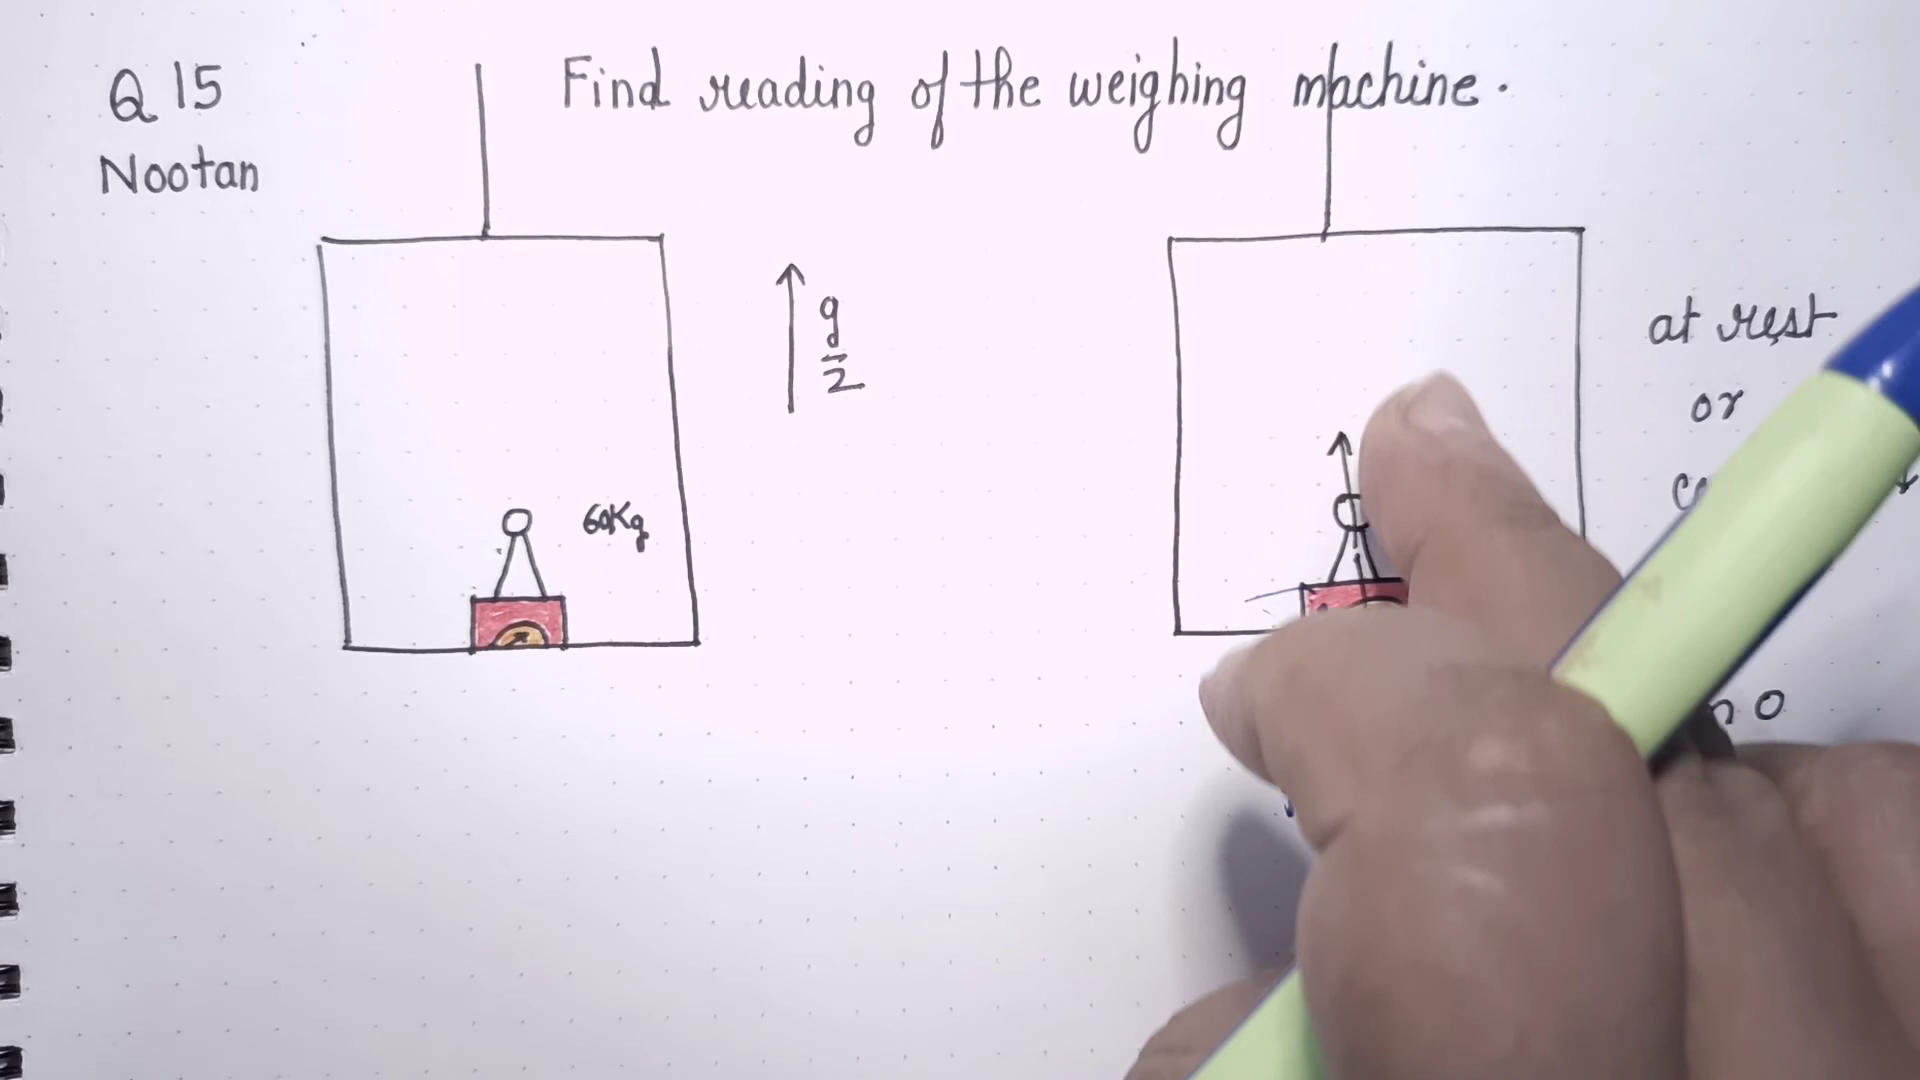 Q 15
Nootan
Find reading of the weighing machine.
g/2
60Kg
at rest
or